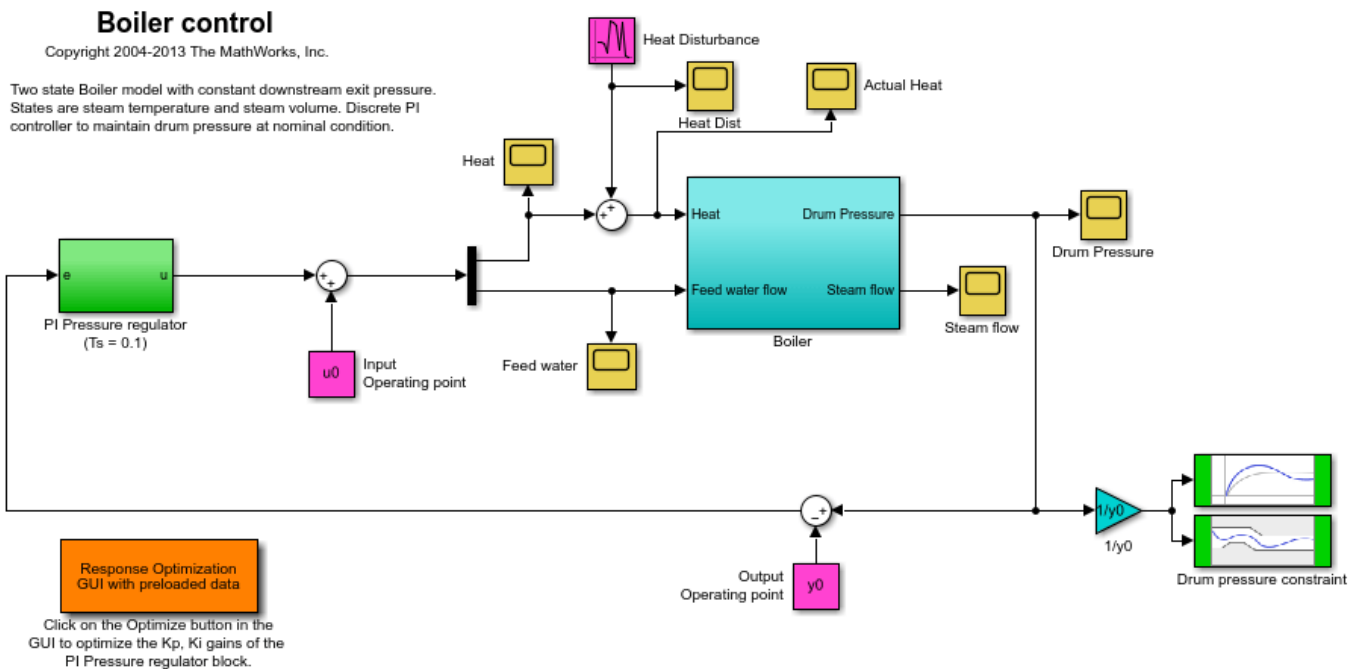 Boiler control
Copyright 2004-2013 The MathWorks, Inc.
Two state Boiler model with constant downstream exit pressure.
States are steam temperature and steam volume. Discrete PI
controller to maintain drum pressure at nominal condition.
Heat Disturbance
Heat Dist
Actual Heat
Heat
+
+
Heat
Drum Pressure
Feed water flow
Steam flow
Boiler
Drum Pressure
Steam flow
e
u
PI Pressure regulator
(Ts = 0.1)
+
+
u0
Input
Operating point
Feed water
1/y0
1/y0
Drum pressure constraint
−
+
y0
Output
Operating point
Response Optimization
GUI with preloaded data
Click on the Optimize button in the
GUI to optimize the Kp, Ki gains of the
PI Pressure regulator block.